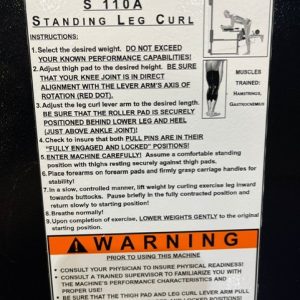 S 110A
STANDING LEG CURL
INSTRUCTIONS:
1.Select the desired weight. DO NOT EXCEED
YOUR KNOWN PERFORMANCE CAPABILITIES!
2.Adjust thigh pad to the desired height. BE SURE
THAT YOUR KNEE JOINT IS IN DIRECT
ALIGNMENT WITH THE LEVER ARM'S AXIS OF
ROTATION (RED DOT).
3.Adjust the leg curl lever arm to the desired length.
BE SURE THAT THE ROLLER PAD IS SECURELY
POSITIONED BEHIND LOWER LEG AND HEEL
(JUST ABOVE ANKLE JOINT)!
4.Check to insure that both PULL PINS ARE IN THEIR
"FULLY ENGAGED AND LOCKED" POSITIONS!
5.ENTER MACHINE CAREFULLY! Assume a comfortable standing
position with thighs resting securely against thigh pads.
6.Place forearms on forearm pads and firmly grasp carriage handles for
stability!
7.In a slow, controlled manner, lift weight by curling exercise leg inward
towards buttocks. Pause briefly in the fully contracted position and
return slowly to starting position!
8.Breathe normally!
9.Upon completion of exercise, LOWER WEIGHTS GENTLY to the original
starting position.
MUSCLES
TRAINED:
HAMSTRINGS,
GASTROCNEMIUS
WARNING
PRIOR TO USING THIS MACHINE
• CONSULT YOUR PHYSICIAN TO INSURE PHYSICAL READINESS!
• CONSULT A TRAINED SUPERVISOR TO FAMILIARIZE YOU WITH
THE MACHINE'S PERFORMANCE CHARACTERISTICS AND
PROPER USE!
• BE SURE THAT THE THIGH PAD AND LEG CURL LEVER ARM PULL